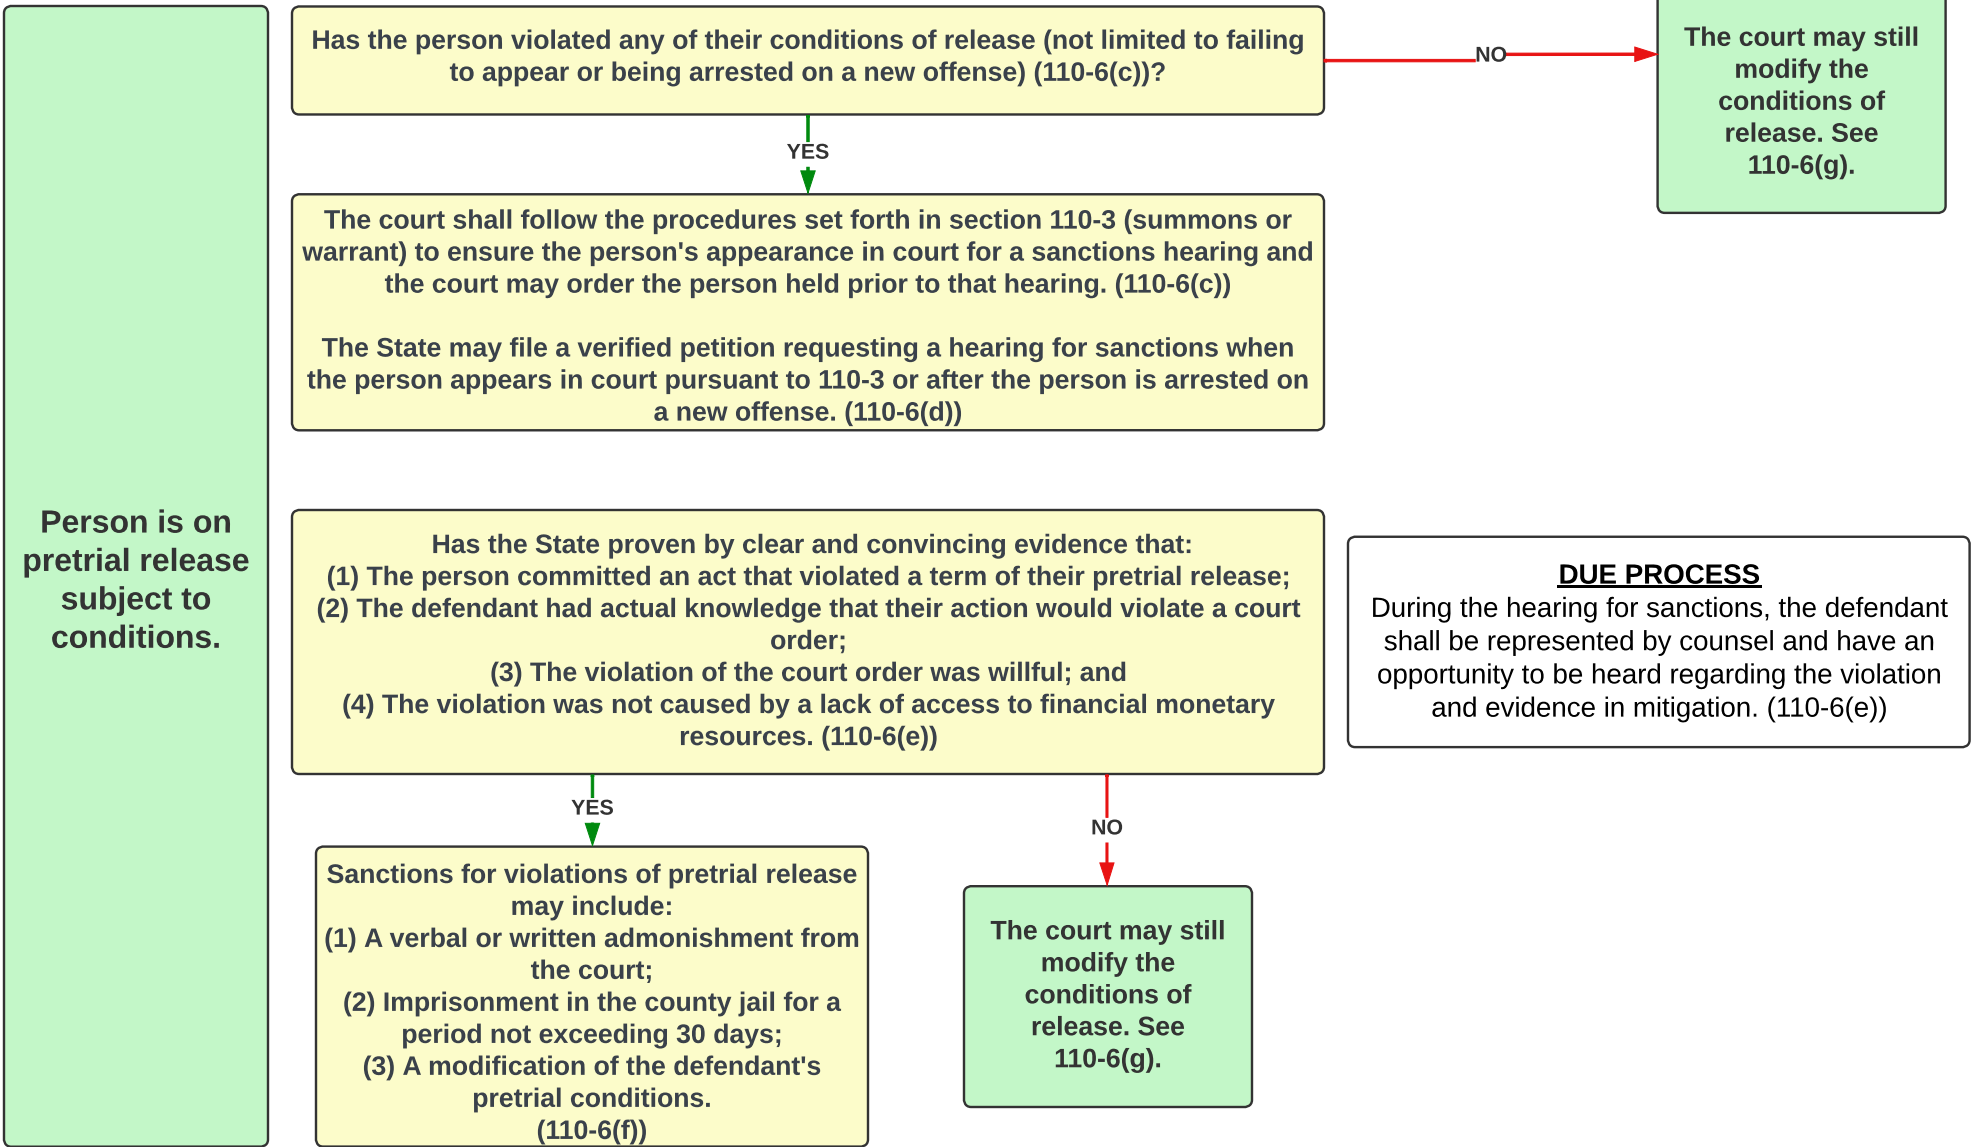 Person is on
pretrial release
subject to
conditions.
Has the person violated any of their conditions of release (not limited to failing
to appear or being arrested on a new offense) (110-6(c))?
NO
The court may still
modify the
conditions of
release. See
110-6(g).
YES
The court shall follow the procedures set forth in section 110-3 (summons or
warrant) to ensure the person's appearance in court for a sanctions hearing and
the court may order the person held prior to that hearing. (110-6(c))
The State may file a verified petition requesting a hearing for sanctions when
the person appears in court pursuant to 110-3 or after the person is arrested on
a new offense. (110-6(d))
Has the State proven by clear and convincing evidence that:
(1) The person committed an act that violated a term of their pretrial release;
(2) The defendant had actual knowledge that their action would violate a court
order;
(3) The violation of the court order was willful; and
(4) The violation was not caused by a lack of access to financial monetary
resources. (110-6(e))
DUE PROCESS
During the hearing for sanctions, the defendant
shall be represented by counsel and have an
opportunity to be heard regarding the violation
and evidence in mitigation. (110-6(e))
YES
Sanctions for violations of pretrial release
may include:
(1) A verbal or written admonishment from
the court;
(2) Imprisonment in the county jail for a
period not exceeding 30 days;
(3) A modification of the defendant's
pretrial conditions.
(110-6(f))
NO
The court may still
modify the
conditions of
release. See
110-6(g).